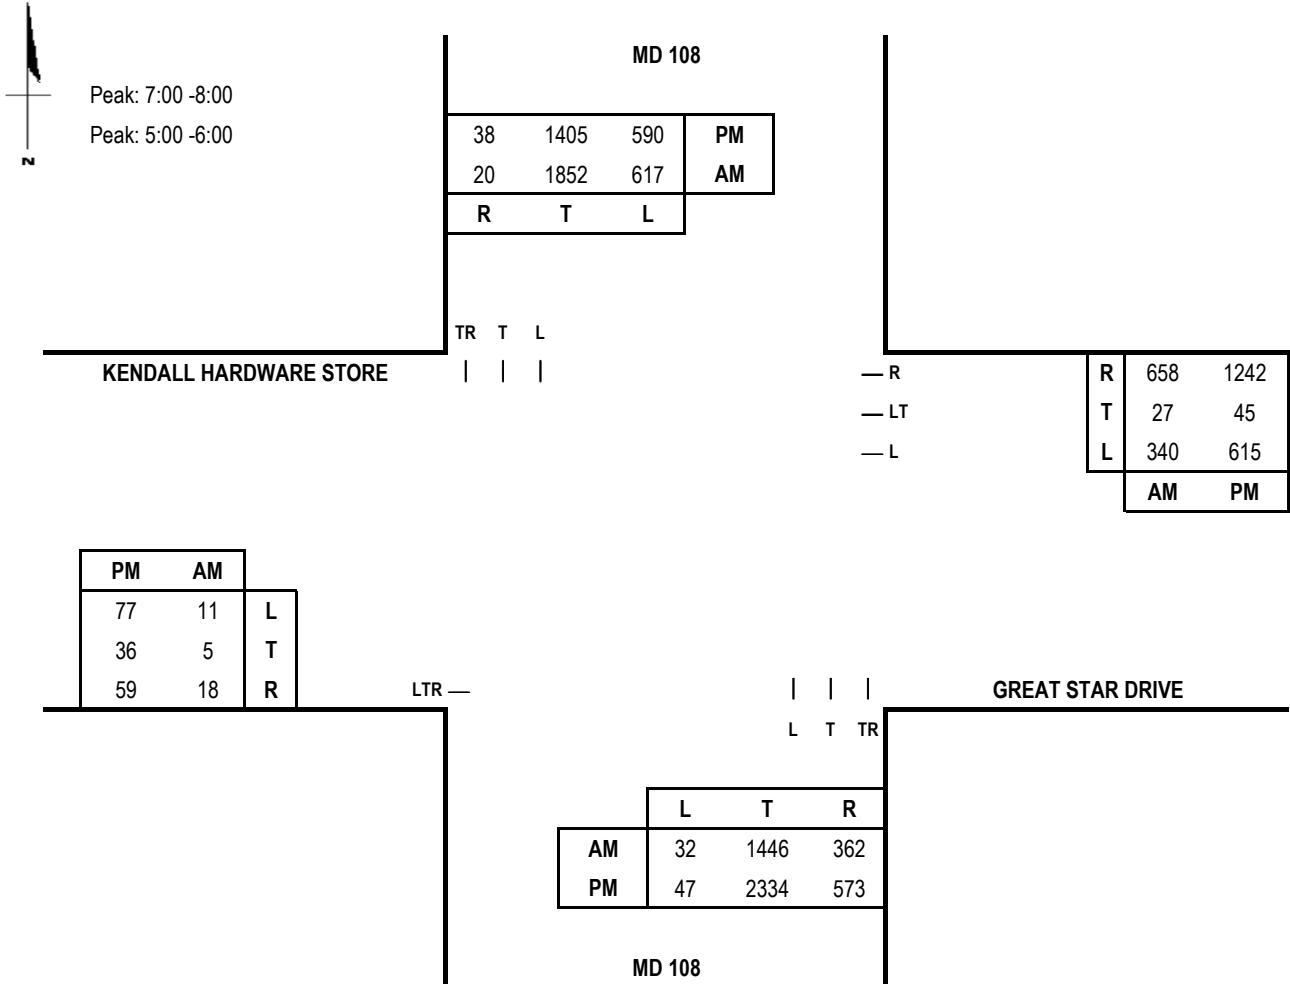 MD 108
Peak: 7:00 -8:00
Peak: 5:00 -6:00
N
38 1405 590 PM
20 1852 617 AM
R T L
TR T L
KENDALL HARDWARE STORE
R
LT
L
R 658 1242
T 27 45
L 340 615
AM PM
PM AM
77 11 L
36 5 T
59 18 R
LTR
GREAT STAR DRIVE
L T TR
L T R
AM 32 1446 362
PM 47 2334 573
MD 108